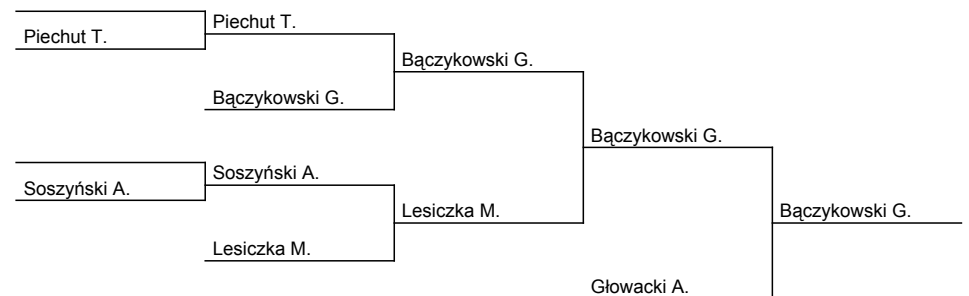 Piechut T.
Piechut T.
Bączykowski G.
Bączykowski G.
Bączykowski G.
Soszyński A.
Soszyński A.
Lesiczka M.
Bączykowski G.
Lesiczka M.
Głowacki A.